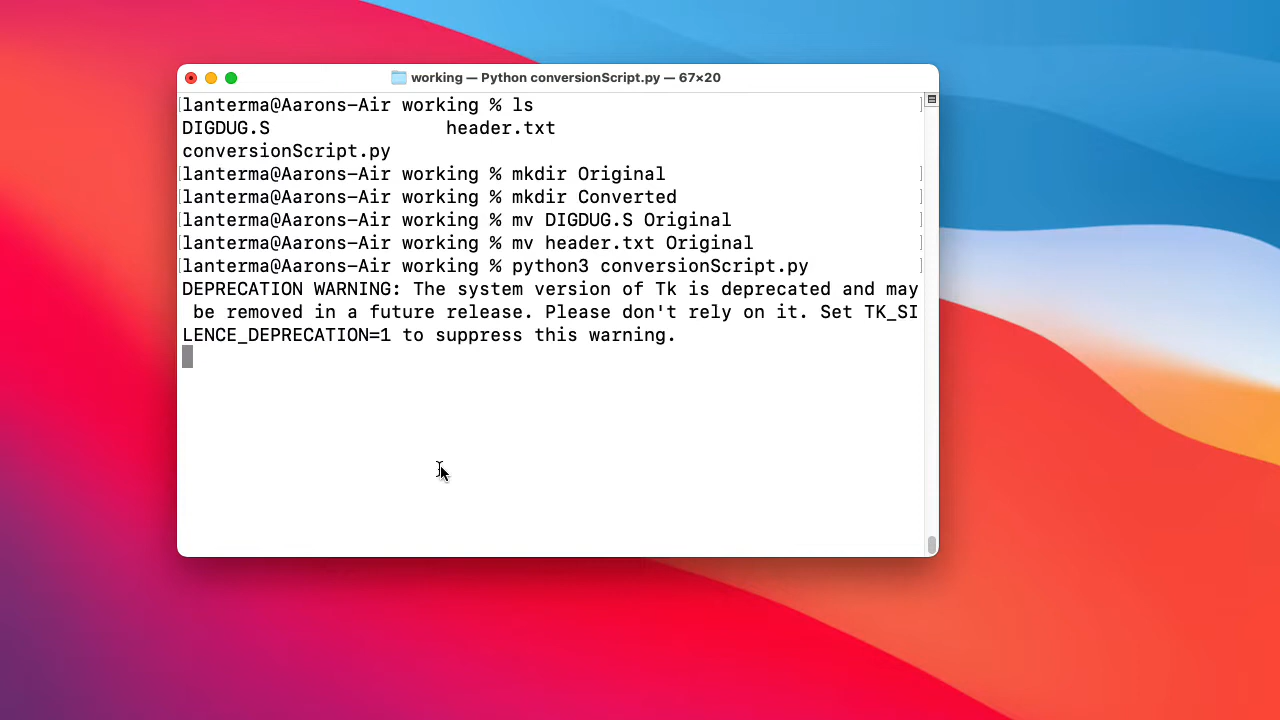 working — Python conversionScript.py — 67×20
[lanterma@Aarons-Air working % ls ]
DIGDUG.S header.txt
conversionScript.py
[lanterma@Aarons-Air working % mkdir Original ]
[lanterma@Aarons-Air working % mkdir Converted ]
[lanterma@Aarons-Air working % mv DIGDUG.S Original ]
[lanterma@Aarons-Air working % mv header.txt Original ]
[lanterma@Aarons-Air working % python3 conversionScript.py ]
DEPRECATION WARNING: The system version of Tk is deprecated and may
be removed in a future release. Please don't rely on it. Set TK_SI
LENCE_DEPRECATION=1 to suppress this warning.